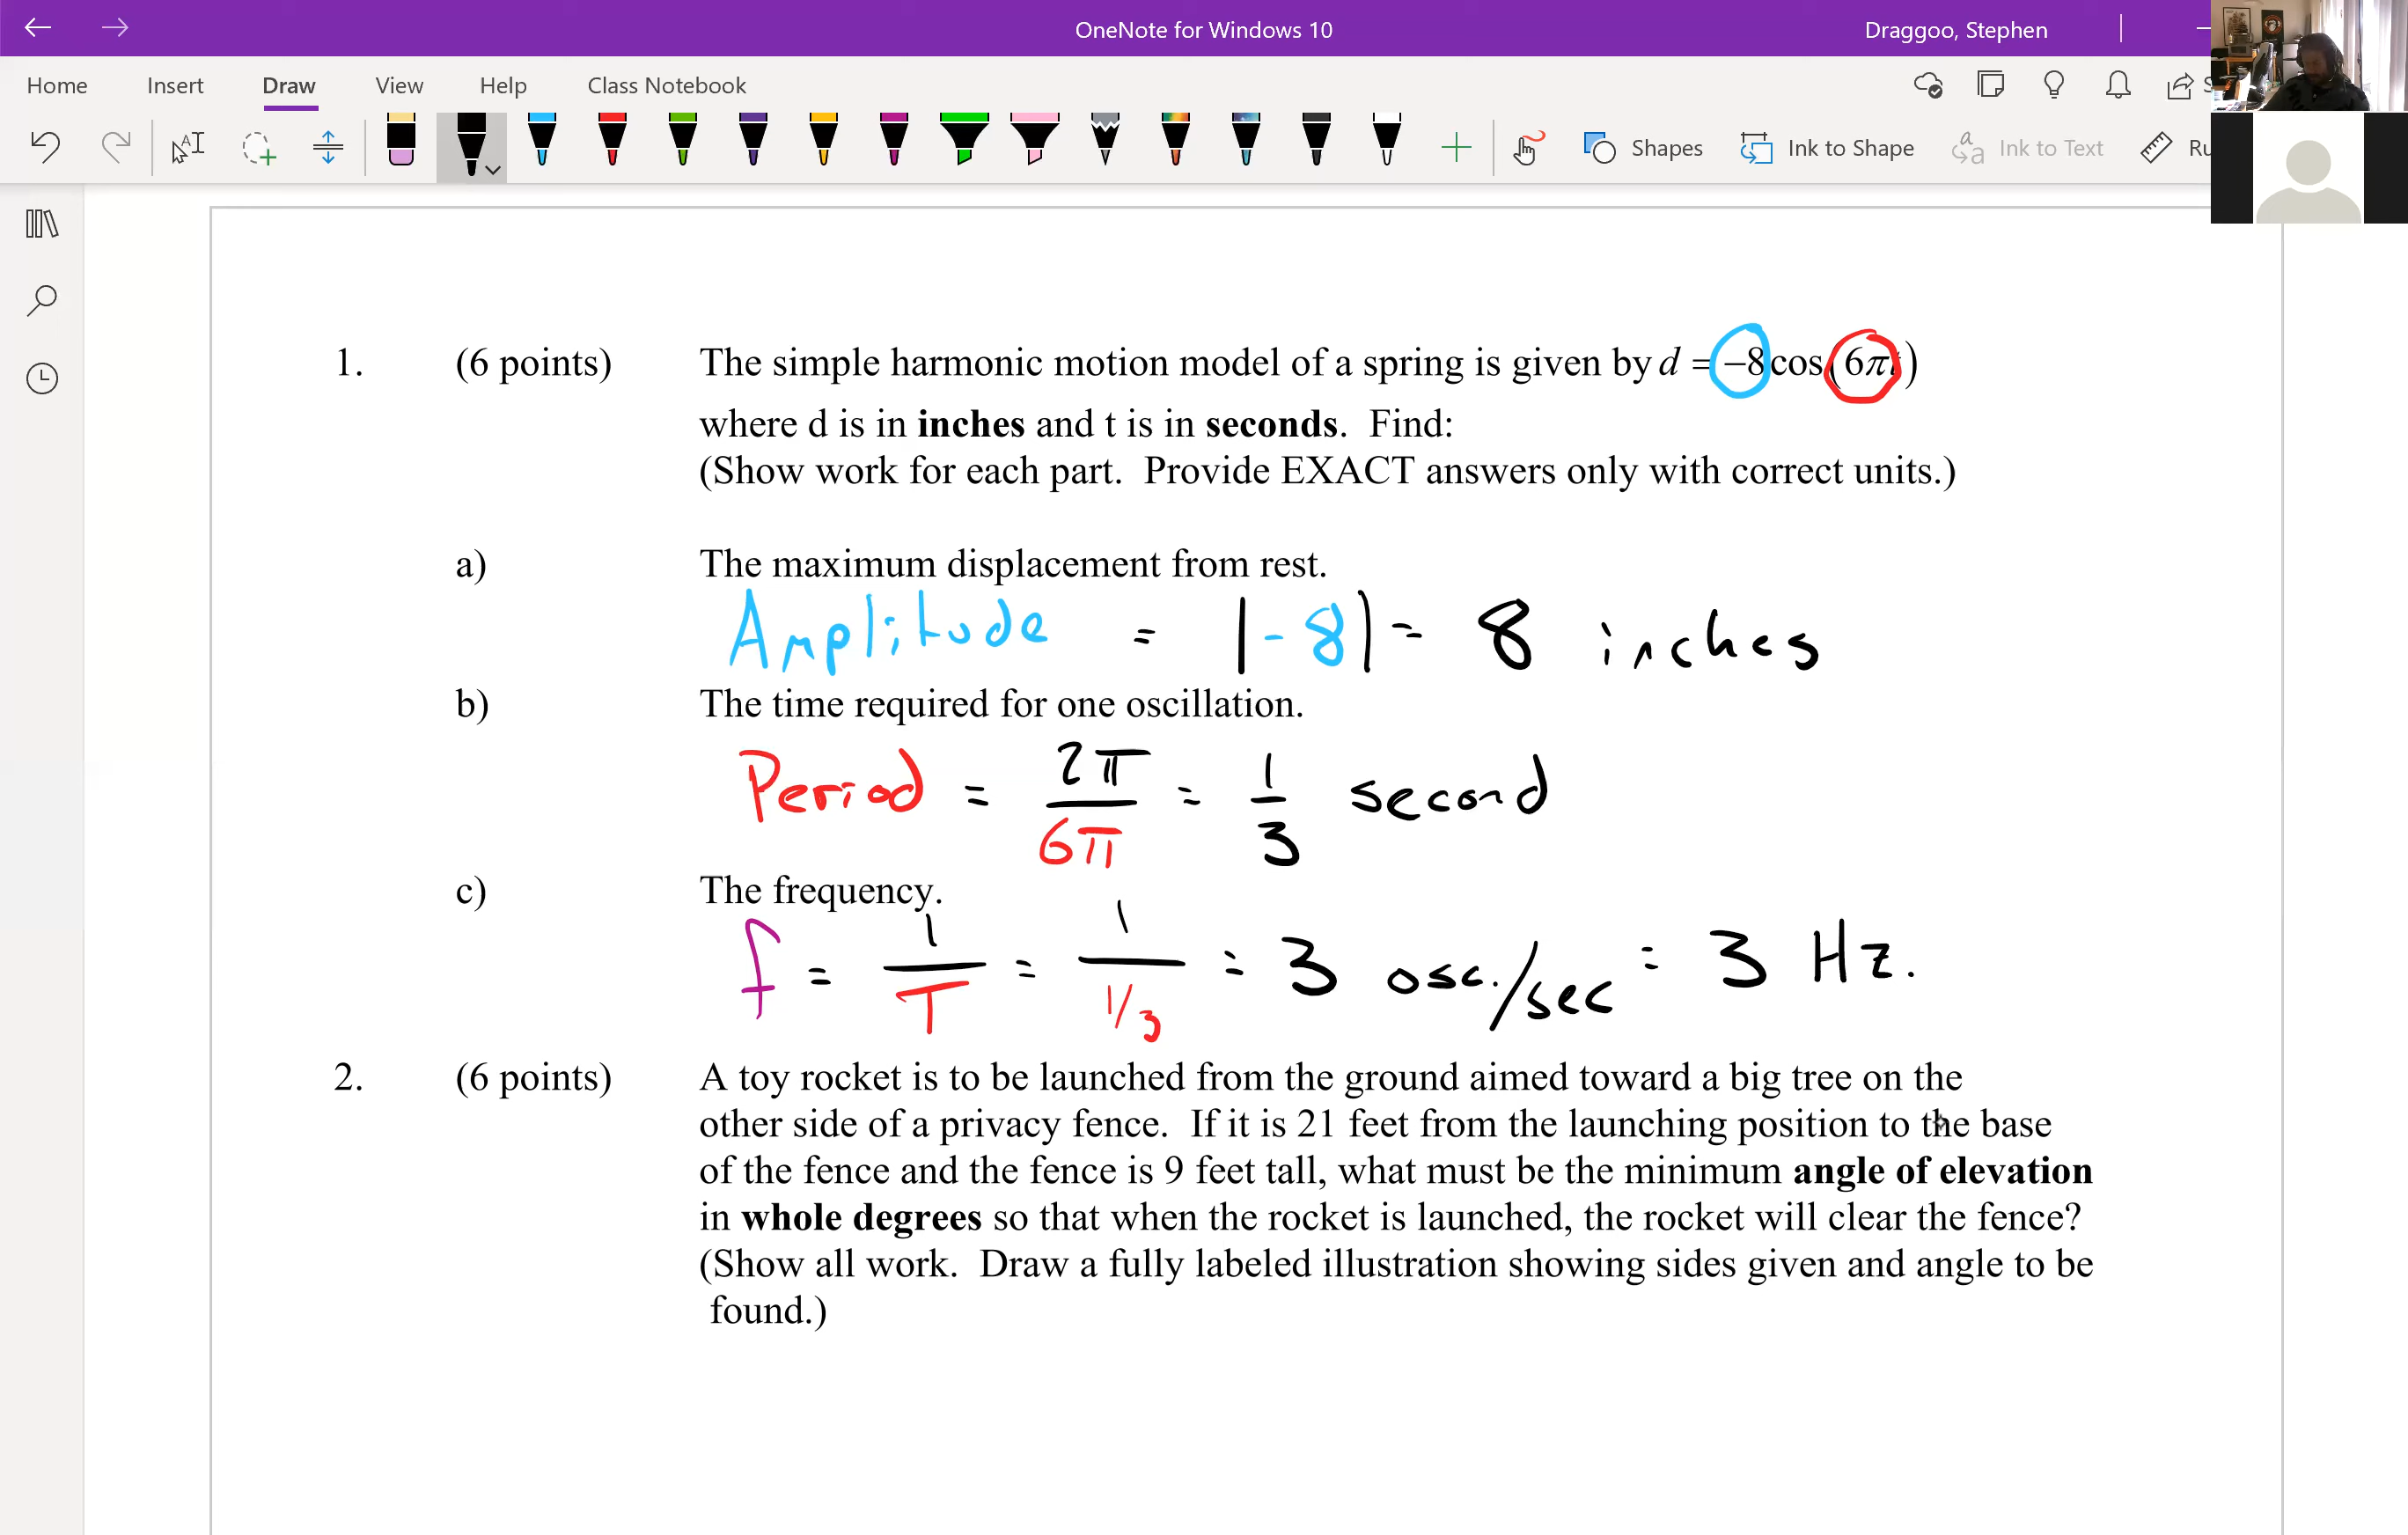 OneNote for Windows 10
Draggoo, Stephen
Home Insert Draw View Help Class Notebook
Shapes Ink to Shape Ink to Text Ru
1. (6 points) The simple harmonic motion model of a spring is given by d = −8cos(6πt)
where d is in inches and t is in seconds. Find:
(Show work for each part. Provide EXACT answers only with correct units.)
a) The maximum displacement from rest.
Amplitude = |-8| = 8 inches
b) The time required for one oscillation.
Period = 2π/6π = 1/3 second
c) The frequency.
f = 1/T = 1/1/3 = 3 osc./sec = 3 Hz.
2. (6 points) A toy rocket is to be launched from the ground aimed toward a big tree on the
other side of a privacy fence. If it is 21 feet from the launching position to the base
of the fence and the fence is 9 feet tall, what must be the minimum angle of elevation
in whole degrees so that when the rocket is launched, the rocket will clear the fence?
(Show all work. Draw a fully labeled illustration showing sides given and angle to be
found.)